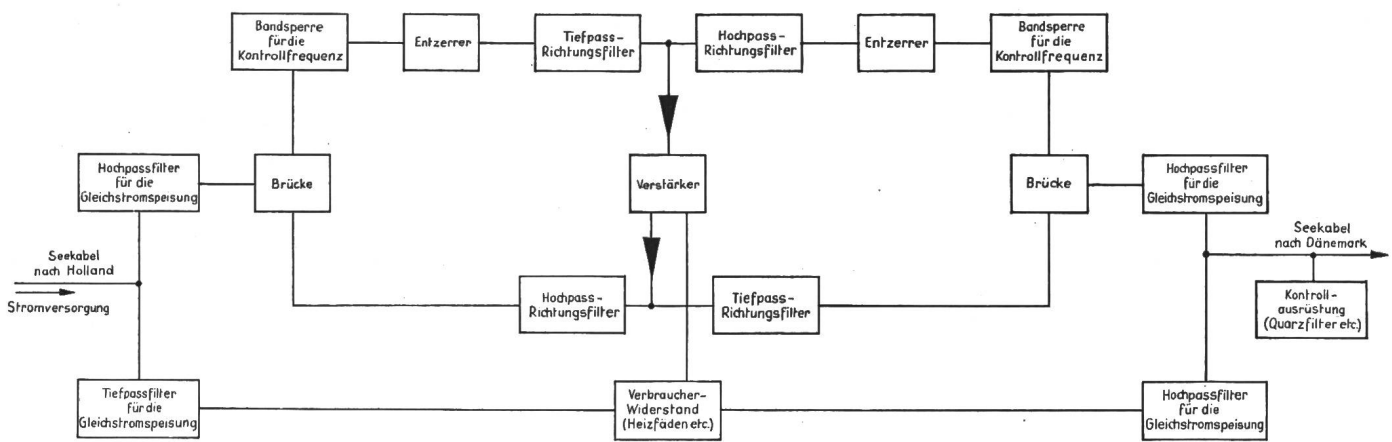 Bandsperre
für die
Kontrollfrequenz
Entzerrer
Tiefpass-
Richtungsfilter
Hochpass-
Richtungsfilter
Entzerrer
Bandsperre
für die
Kontrollfrequenz
Hochpassfilter
für die
Gleichstromspeisung
Brücke
Verstärker
Brücke
Hochpassfilter
für die
Gleichstromspeisung
Seekabel
nach Holland
Stromversorgung
Seekabel
nach Dänemark
Hochpass-
Richtungsfilter
Tiefpass-
Richtungsfilter
Kontroll-
ausrüstung
(Quarzfilter etc.)
Tiefpassfilter
für die
Gleichstromspeisung
Verbraucher-
Widerstand
(Heizfäden etc.)
Hochpassfilter
für die
Gleichstromspeisung